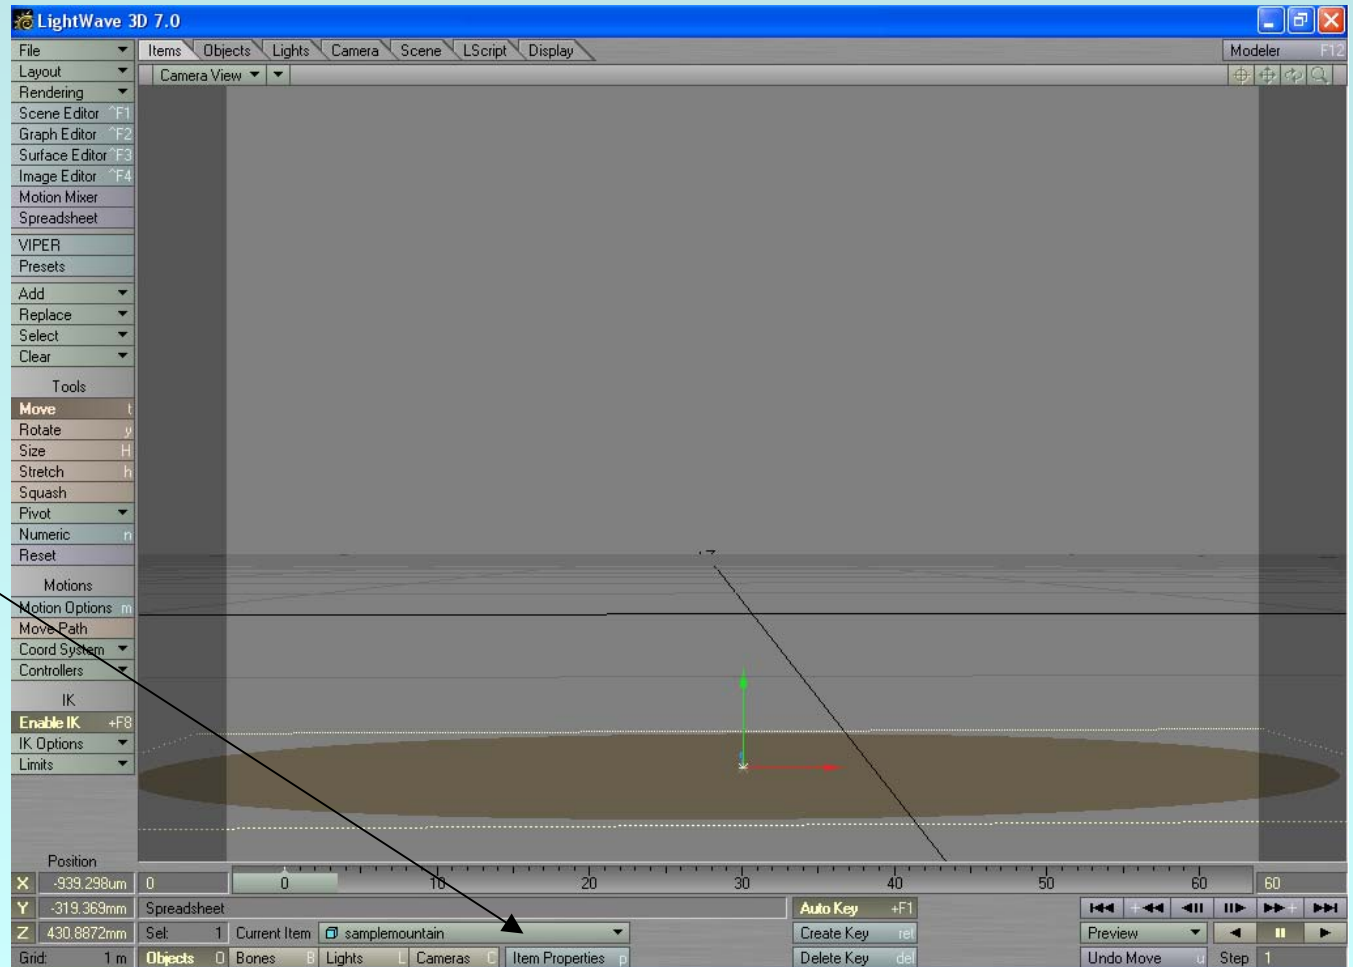 LightWave 3D 7.0
File
Items Objects Lights Camera Scene LScript Display
Modeler F12
Layout
Camera View
Rendering
Scene Editor ^F1
Graph Editor ^F2
Surface Editor ^F3
Image Editor ^F4
Motion Mixer
Spreadsheet
VIPER
Presets
Add
Replace
Select
Clear
Tools
Move t
Rotate y
Size H
Stretch h
Squash
Pivot
Numeric n
Reset
Motions
Motion Options m
Move Path
Coord System
Controllers
IK
Enable IK +F8
IK Options
Limits
Position
X -939.298um 0 0 10 20 30 40 50 60 60
Y -319.369mm Spreadsheet Auto Key +F1
Z 430.8872mm Sel: 1 Current Item samplemountain Create Key ret Preview
Grid: 1 m Objects O Bones B Lights L Cameras C Item Properties p Delete Key del Undo Move u Step 1